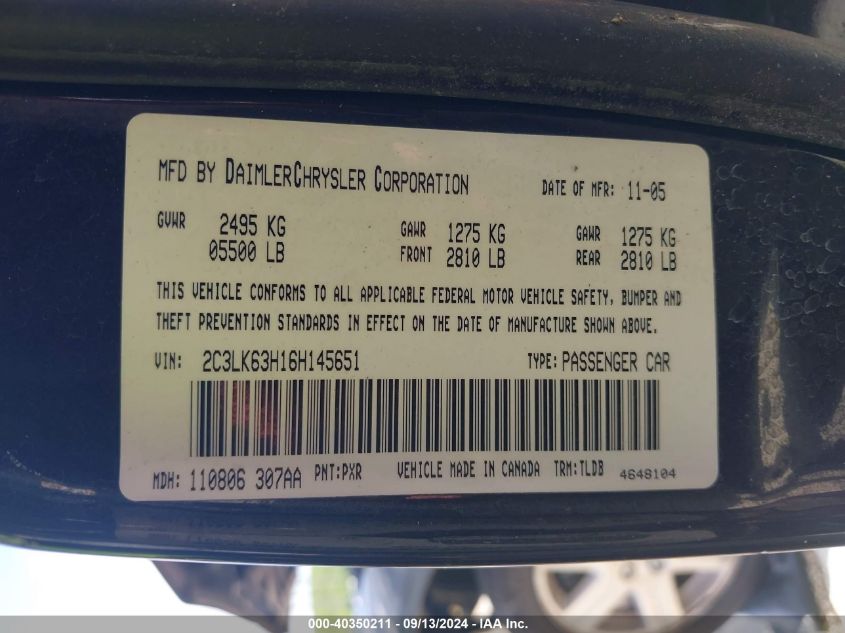 MFD BY DAIMLERCHRYSLER CORPORATION DATE OF MFR: 11-05
GVWR 2495 KG GAWR 1275 KG GAWR 1275 KG
05500 LB FRONT 2810 LB REAR 2810 LB
THIS VEHICLE CONFORMS TO ALL APPLICABLE FEDERAL MOTOR VEHICLE SAFETY, BUMPER AND
THEFT PREVENTION STANDARDS IN EFFECT ON THE DATE OF MANUFACTURE SHOWN ABOVE.
VIN: 2C3LK63H16H145651 TYPE: PASSENGER CAR
MDH: 110806 307AA PNT:PXR VEHICLE MADE IN CANADA TRM:TLDB 4648104
000-40350211 - 09/13/2024 - IAA Inc.